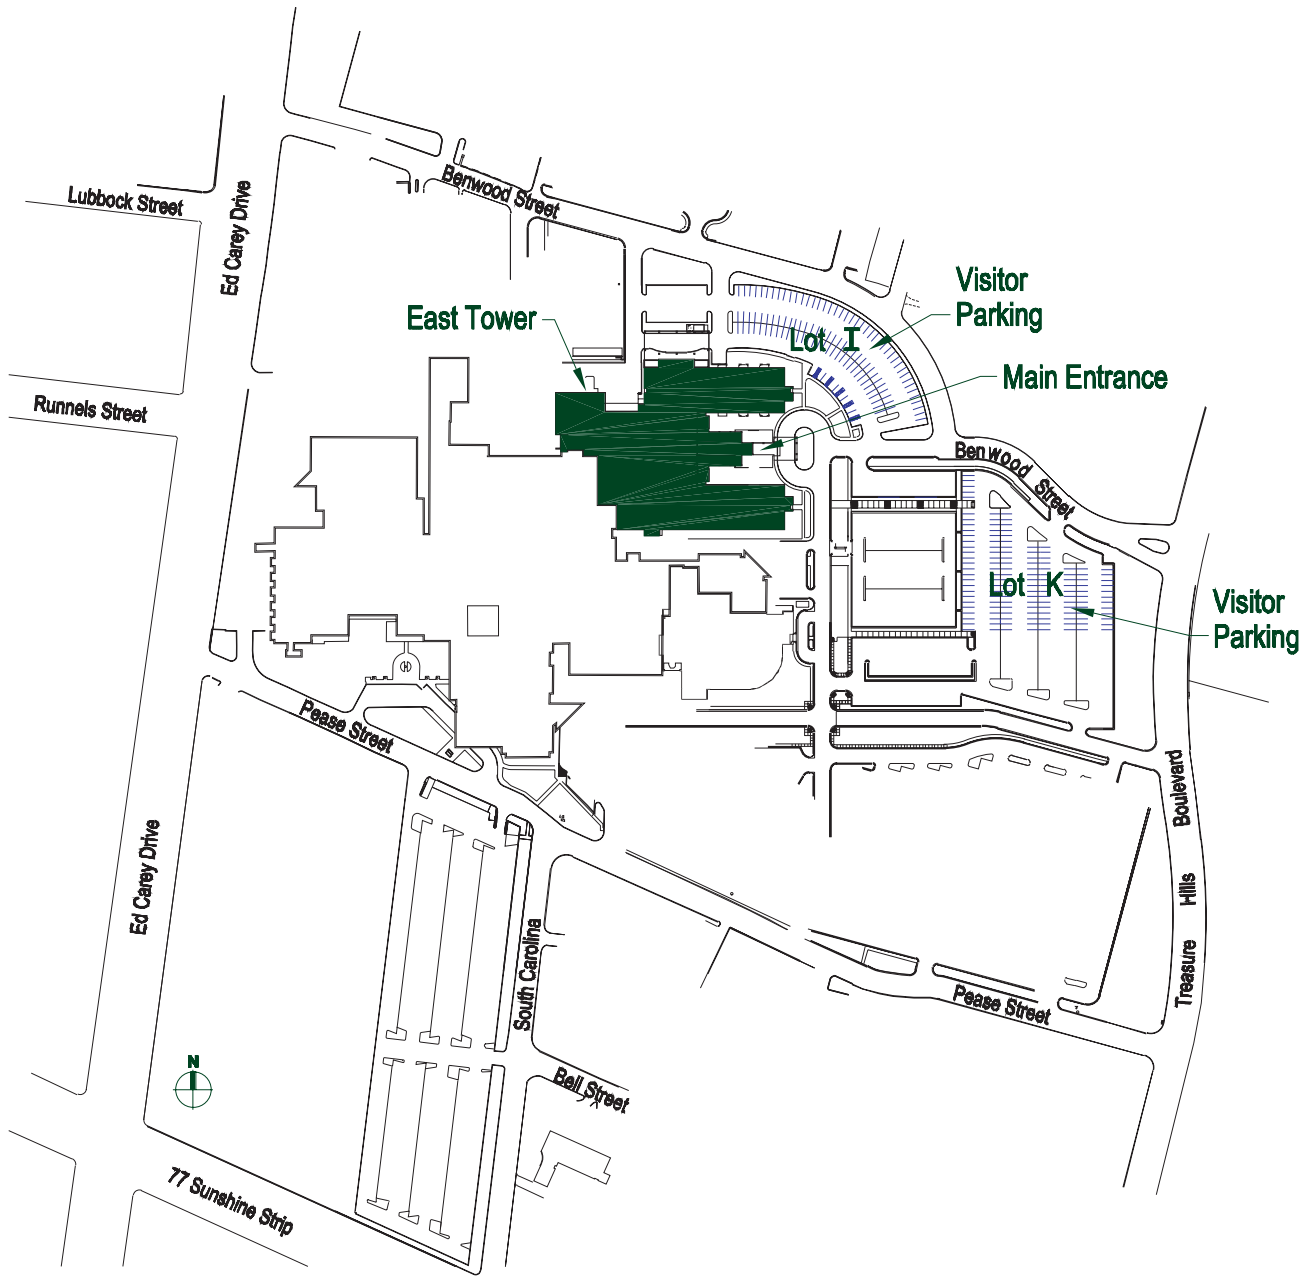 Benwood Street
Lubbock Street
Ed Carey Drive
Visitor
Parking
East Tower
Lot I
Main Entrance
Runnels Street
Benwood Street
Lot K
Visitor
Parking
Pease Street
Boulevard
Ed Carey Drive
Hills
South Carolina
Treasure
Pease Street
N
Bell Street
77 Sunshine Strip
H